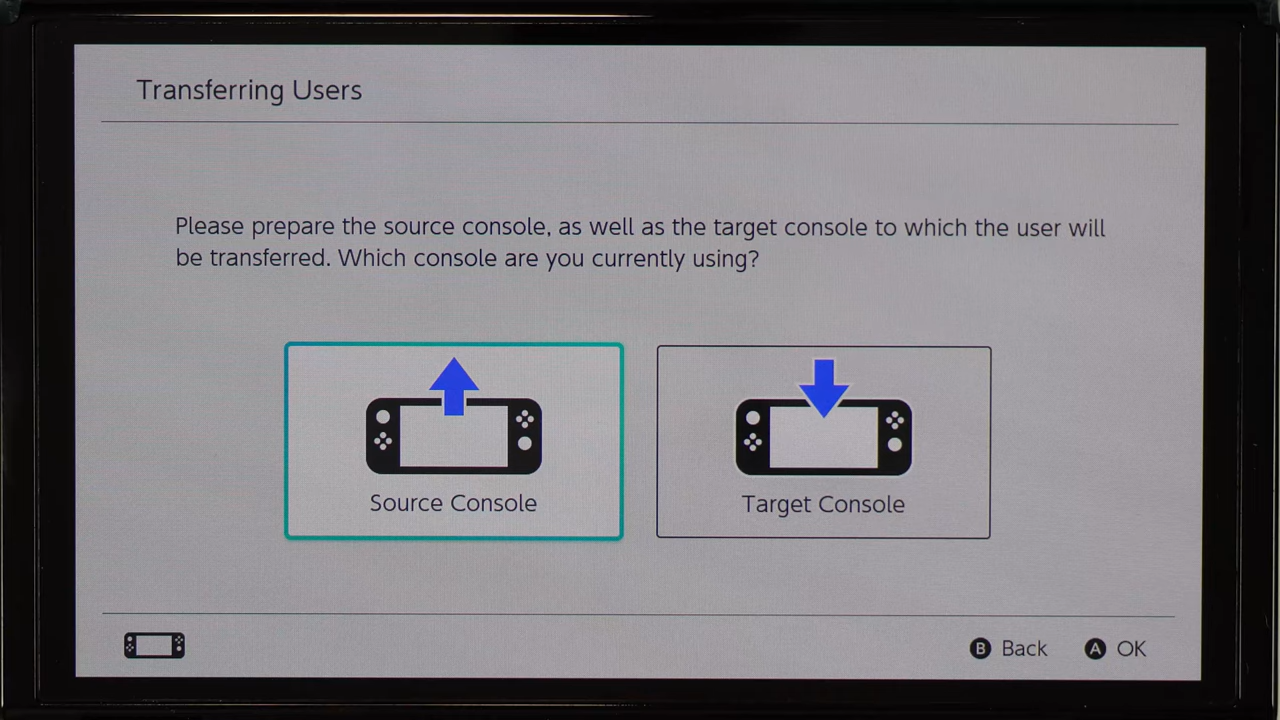 Transferring Users
Please prepare the source console, as well as the target console to which the user will
be transferred. Which console are you currently using?
Source Console
Target Console
B Back
A OK